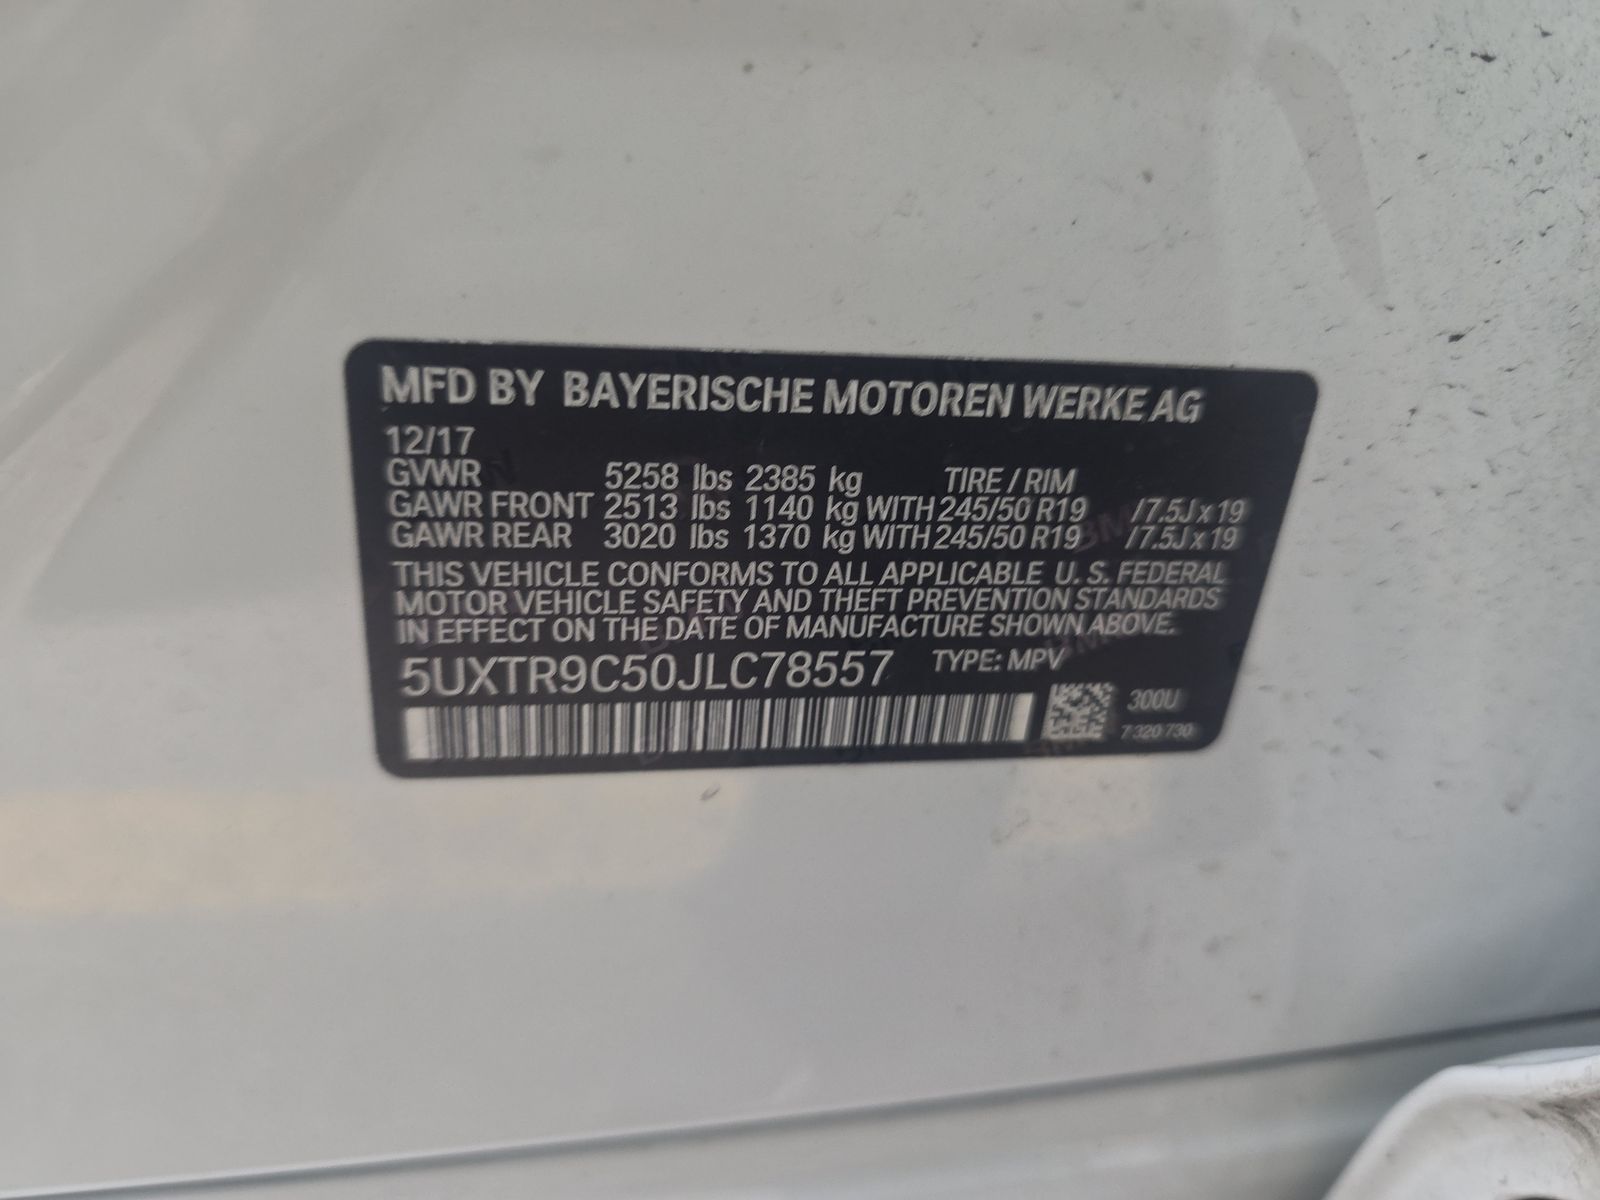 MFD BY BAYERISCHE MOTOREN WERKE AG
12/17
GVWR 5258 lbs 2385 kg TIRE / RIM
GAWR FRONT 2513 lbs 1140 kg WITH 245/50 R19 /7.5J x 19
GAWR REAR 3020 lbs 1370 kg WITH 245/50 R19 /7.5J x 19
THIS VEHICLE CONFORMS TO ALL APPLICABLE U. S. FEDERAL
MOTOR VEHICLE SAFETY AND THEFT PREVENTION STANDARDS
IN EFFECT ON THE DATE OF MANUFACTURE SHOWN ABOVE.
5UXTR9C50JLC78557 TYPE: MPV
300U
7 320 730